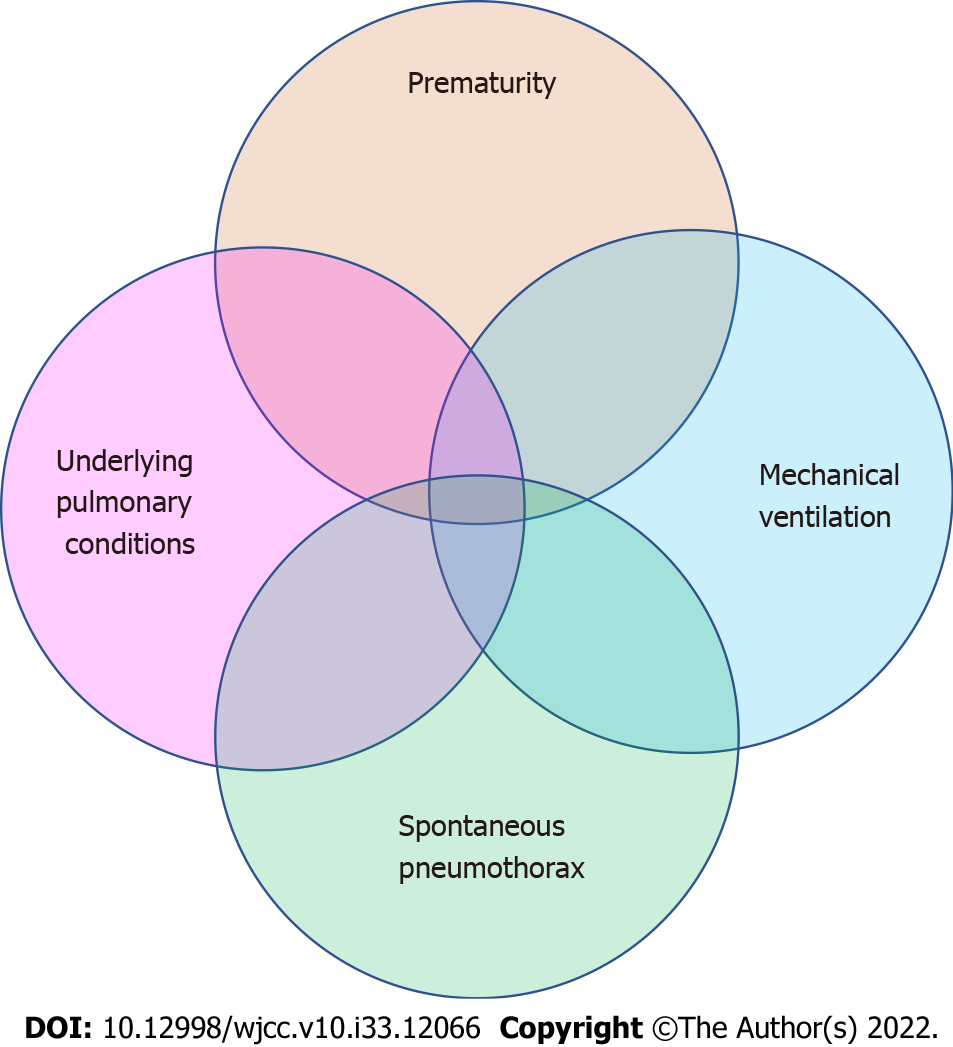 Prematurity
Underlying
pulmonary
conditions
Mechanical
ventilation
Spontaneous
pneumothorax
DOI: 10.12998/wjcc.v10.i33.12066 Copyright ©The Author(s) 2022.